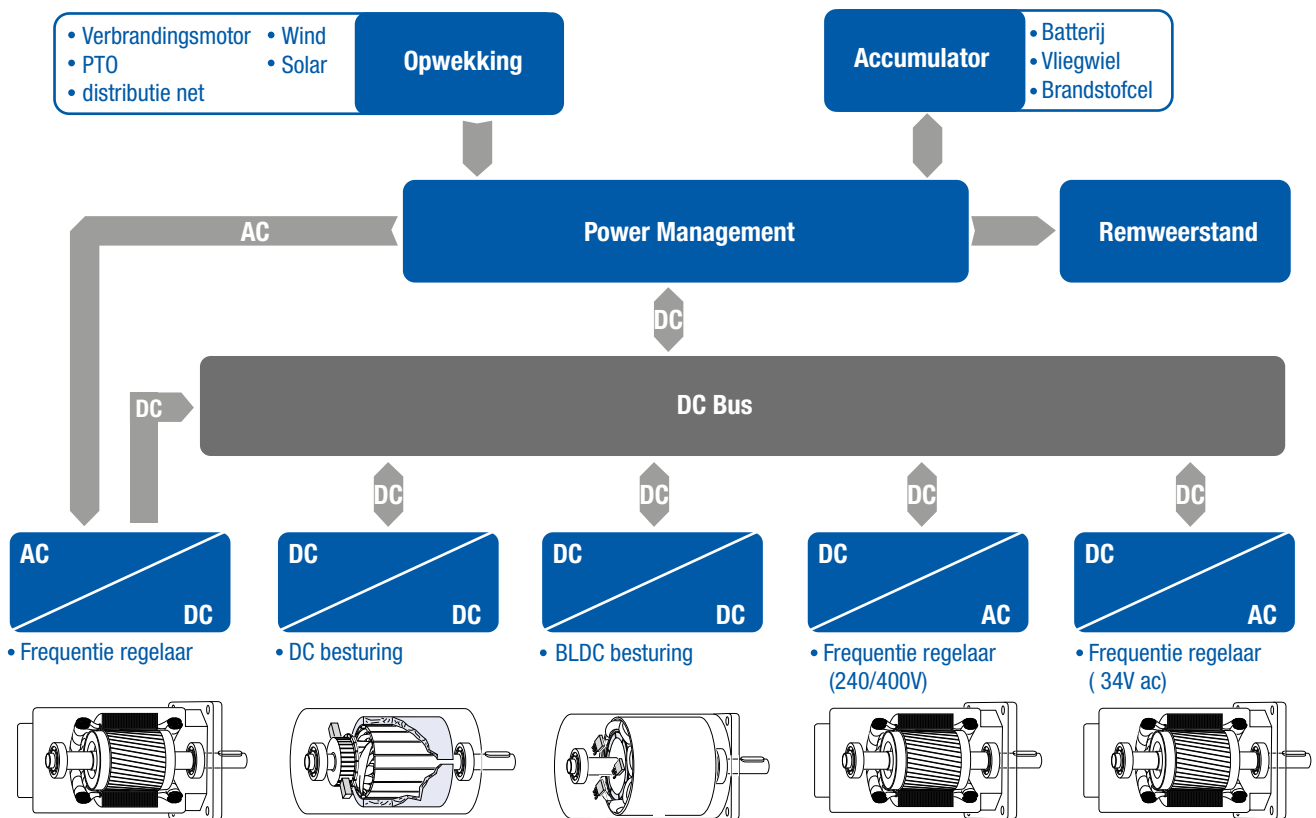 • Verbrandingsmotor
• PTO
• distributie net
• Wind
• Solar
Opwekking
Accumulator
• Batterij
• Vliegwiel
• Brandstofcel
AC
Power Management
Remweerstand
DC
DC Bus
DC
DC
DC
DC
DC
AC
DC
DC
DC
DC
DC
DC
AC
DC
AC
• Frequentie regelaar
• DC besturing
• BLDC besturing
• Frequentie regelaar
(240/400V)
• Frequentie regelaar
( 34V ac)